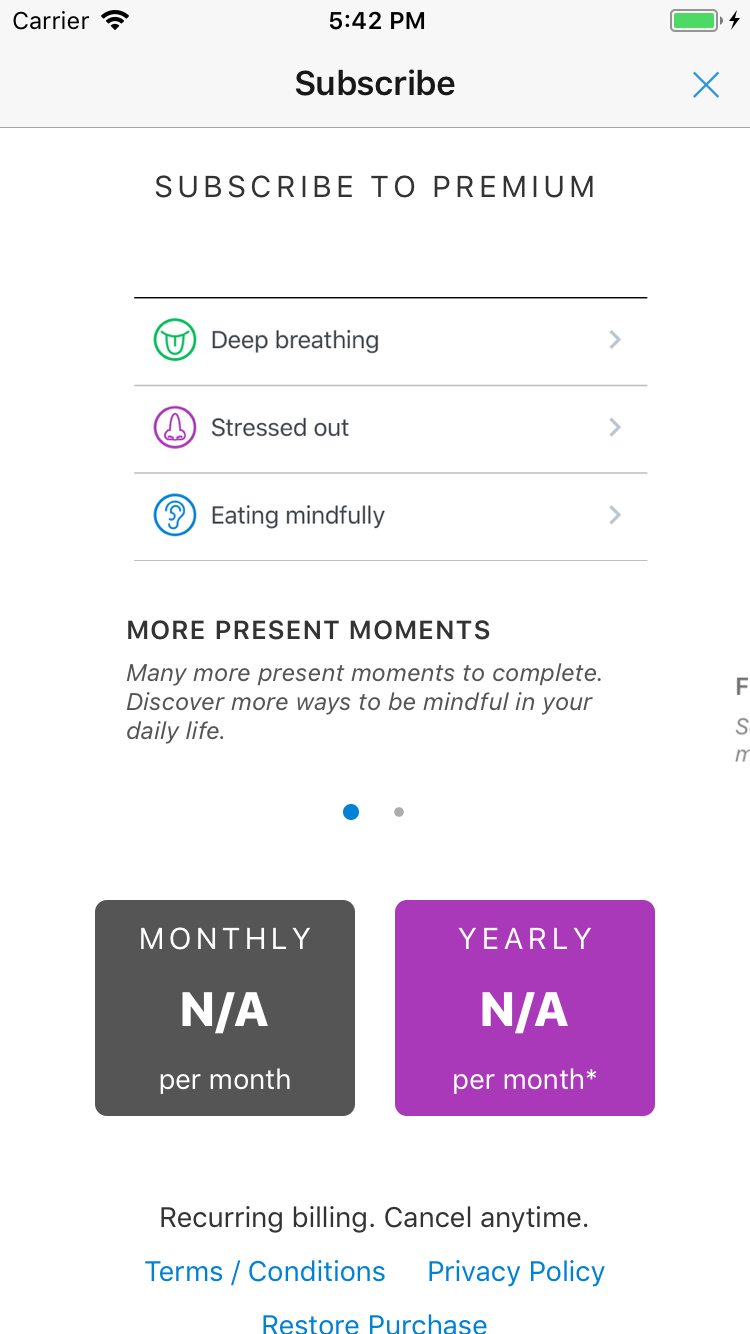 Carrier 5:42 PM
Subscribe
SUBSCRIBE TO PREMIUM
Deep breathing
Stressed out
Eating mindfully
MORE PRESENT MOMENTS
Many more present moments to complete.
Discover more ways to be mindful in your
daily life.
MONTHLY
N/A
per month
YEARLY
N/A
per month*
Recurring billing. Cancel anytime.
Terms / Conditions Privacy Policy
Restore Purchase